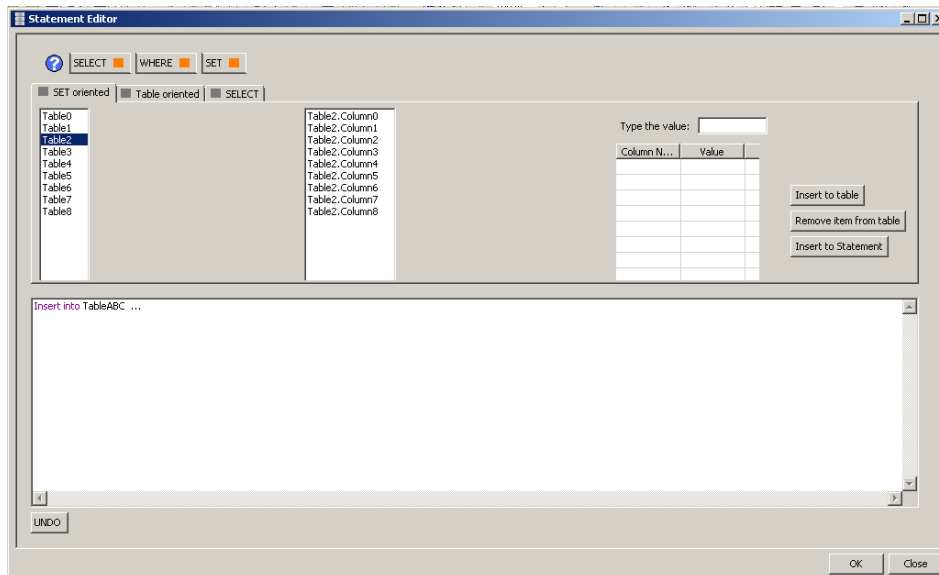 Statement Editor
SELECT WHERE SET
SET oriented Table oriented SELECT
Table0
Table1
Table2
Table3
Table4
Table5
Table6
Table7
Table8
Table2.Column0
Table2.Column1
Table2.Column2
Table2.Column3
Table2.Column4
Table2.Column5
Table2.Column6
Table2.Column7
Table2.Column8
Type the value:
Column N... Value
Insert to table
Remove item from table
Insert to Statement
Insert into TableABC ...
UNDO
OK Close